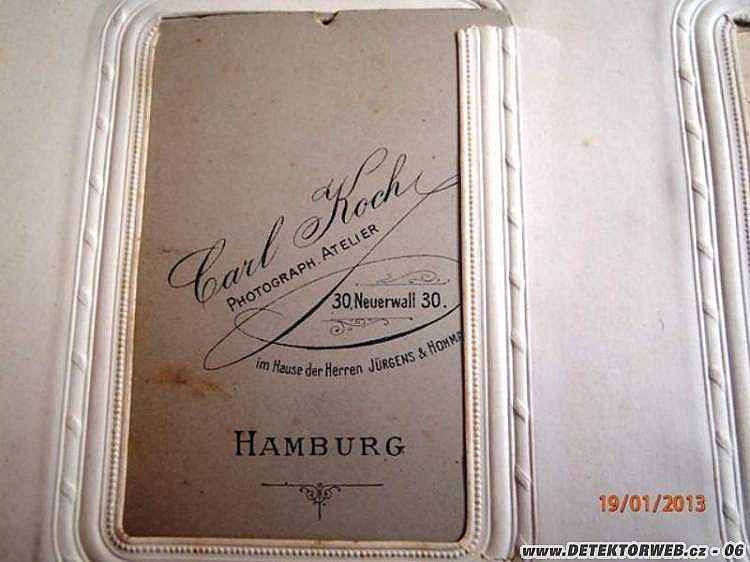 Carl Koch
PHOTOGRAPH. ATELIER
30, Neuerwall 30.
im Hause der Herren JÜRGENS & HOHM
HAMBURG
19/01/2013
www.DETEKTORWEB.cz - 06